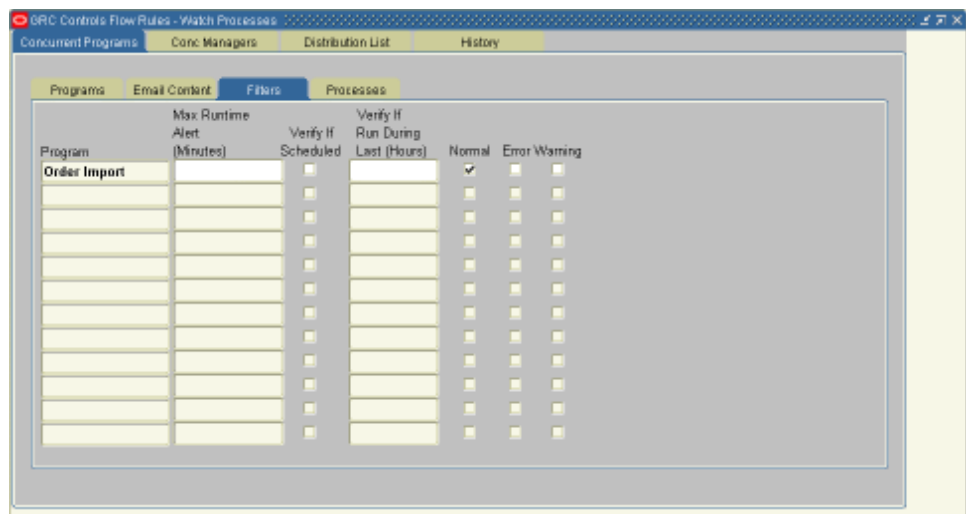 GRC Controls Flow Rules - Watch Processes
Concurrent Programs Conc Managers Distribution List History
Programs Email Content Filters Processes
Max Runtime Verify If
Alert Verify If Run During
Program (Minutes) Scheduled Last (Hours) Normal Error Warning
Order Import